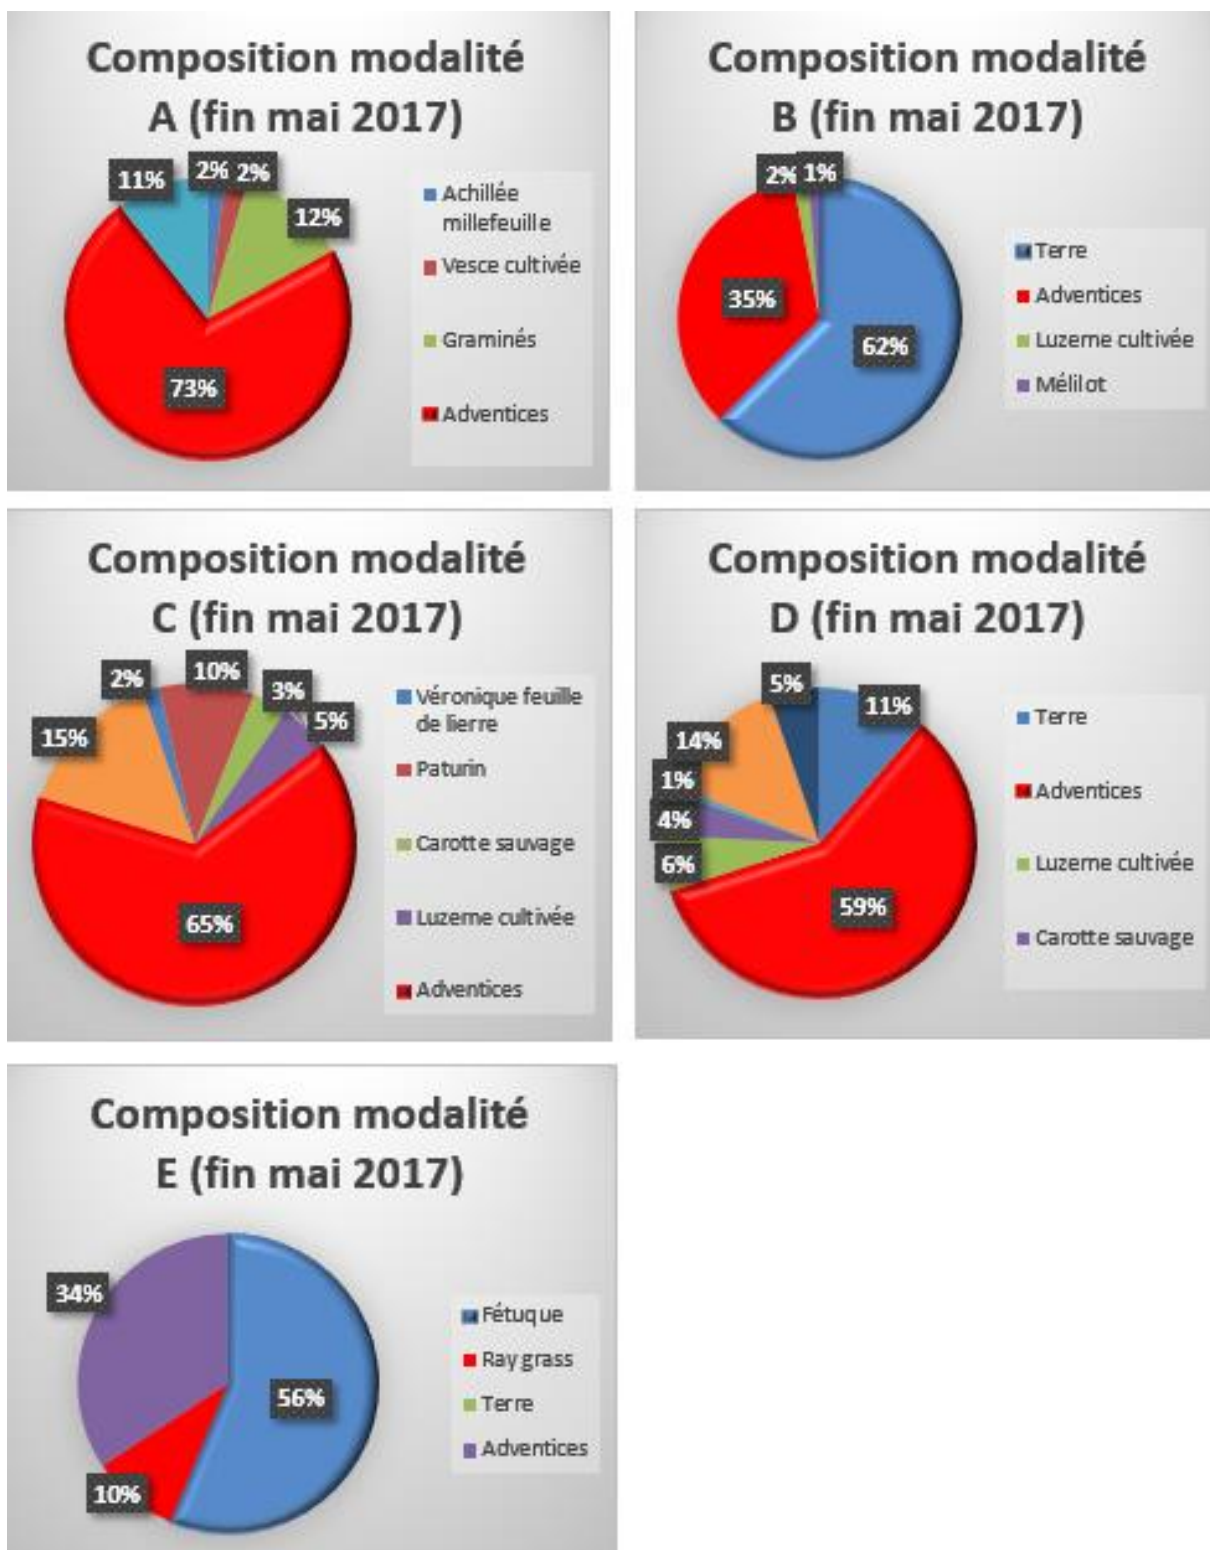 Composition modalité
A (fin mai 2017)
11%
2%
2%
12%
73%
Achillée
millefeuille
Vesce cultivée
Graminés
Adventices
Composition modalité
B (fin mai 2017)
2%
1%
35%
62%
Terre
Adventices
Luzerne cultivée
Mélilot
Composition modalité
C (fin mai 2017)
2%
10%
3%
5%
15%
65%
Véronique feuille
de lierre
Paturin
Carotte sauvage
Luzerne cultivée
Adventices
Composition modalité
D (fin mai 2017)
5%
11%
14%
1%
4%
6%
59%
Terre
Adventices
Luzerne cultivée
Carotte sauvage
Composition modalité
E (fin mai 2017)
34%
56%
10%
Fétuque
Ray grass
Terre
Adventices